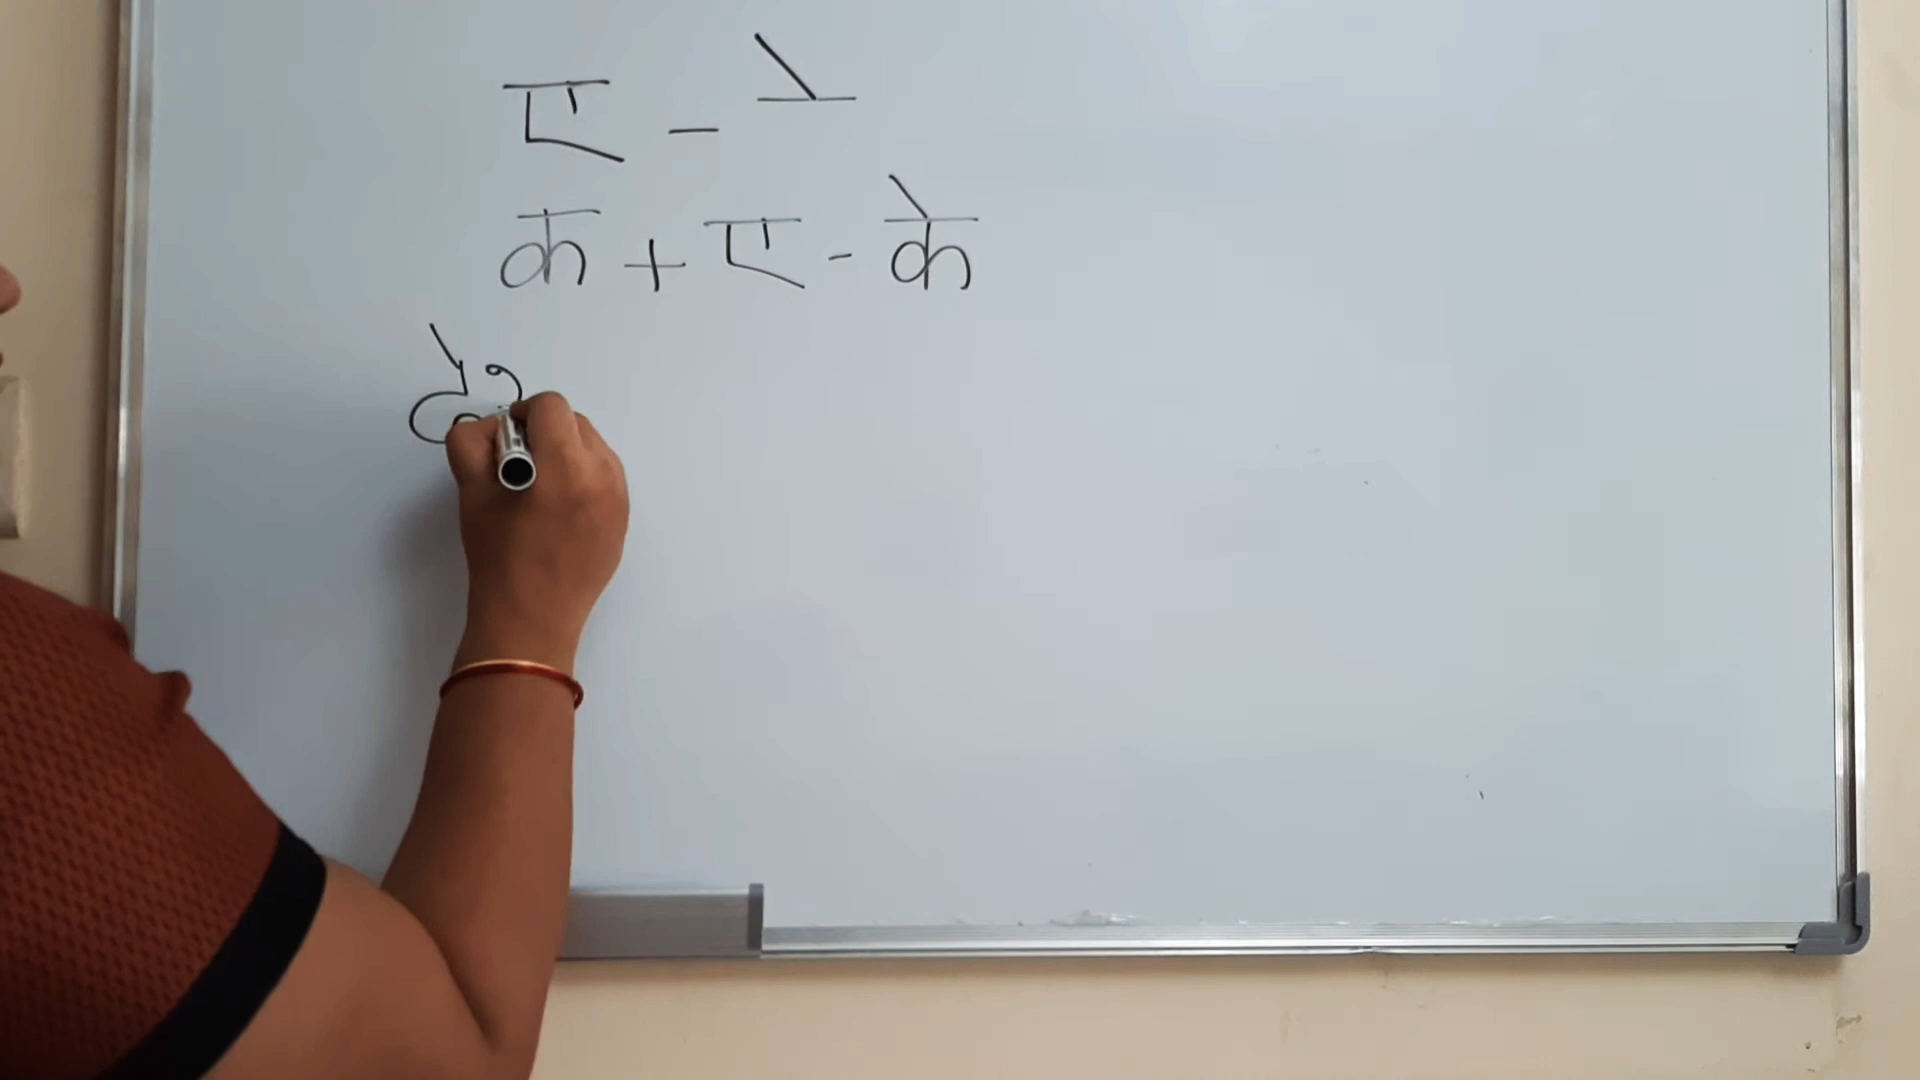 ए - े
क + ए - के